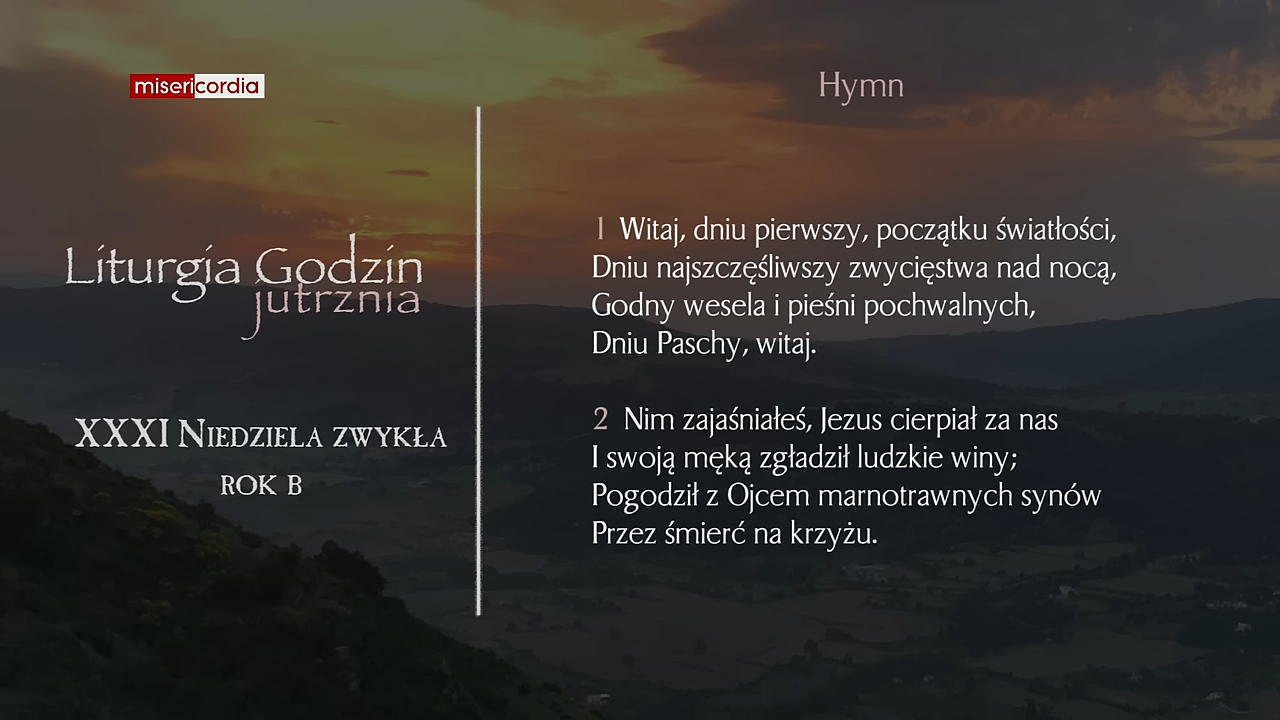 misericordia
Liturgia Godzin
jutrznia
XXXI Niedziela zwykła
rok B
Hymn
1 Witaj, dniu pierwszy, początku światłości,
Dniu najszczęśliwszy zwycięstwa nad nocą,
Godny wesela i pieśni pochwalnych,
Dniu Paschy, witaj.
2 Nim zajaśniałeś, Jezus cierpiał za nas
I swoją męką zgładził ludzkie winy;
Pogodził z Ojcem marnotrawnych synów
Przez śmierć na krzyżu.